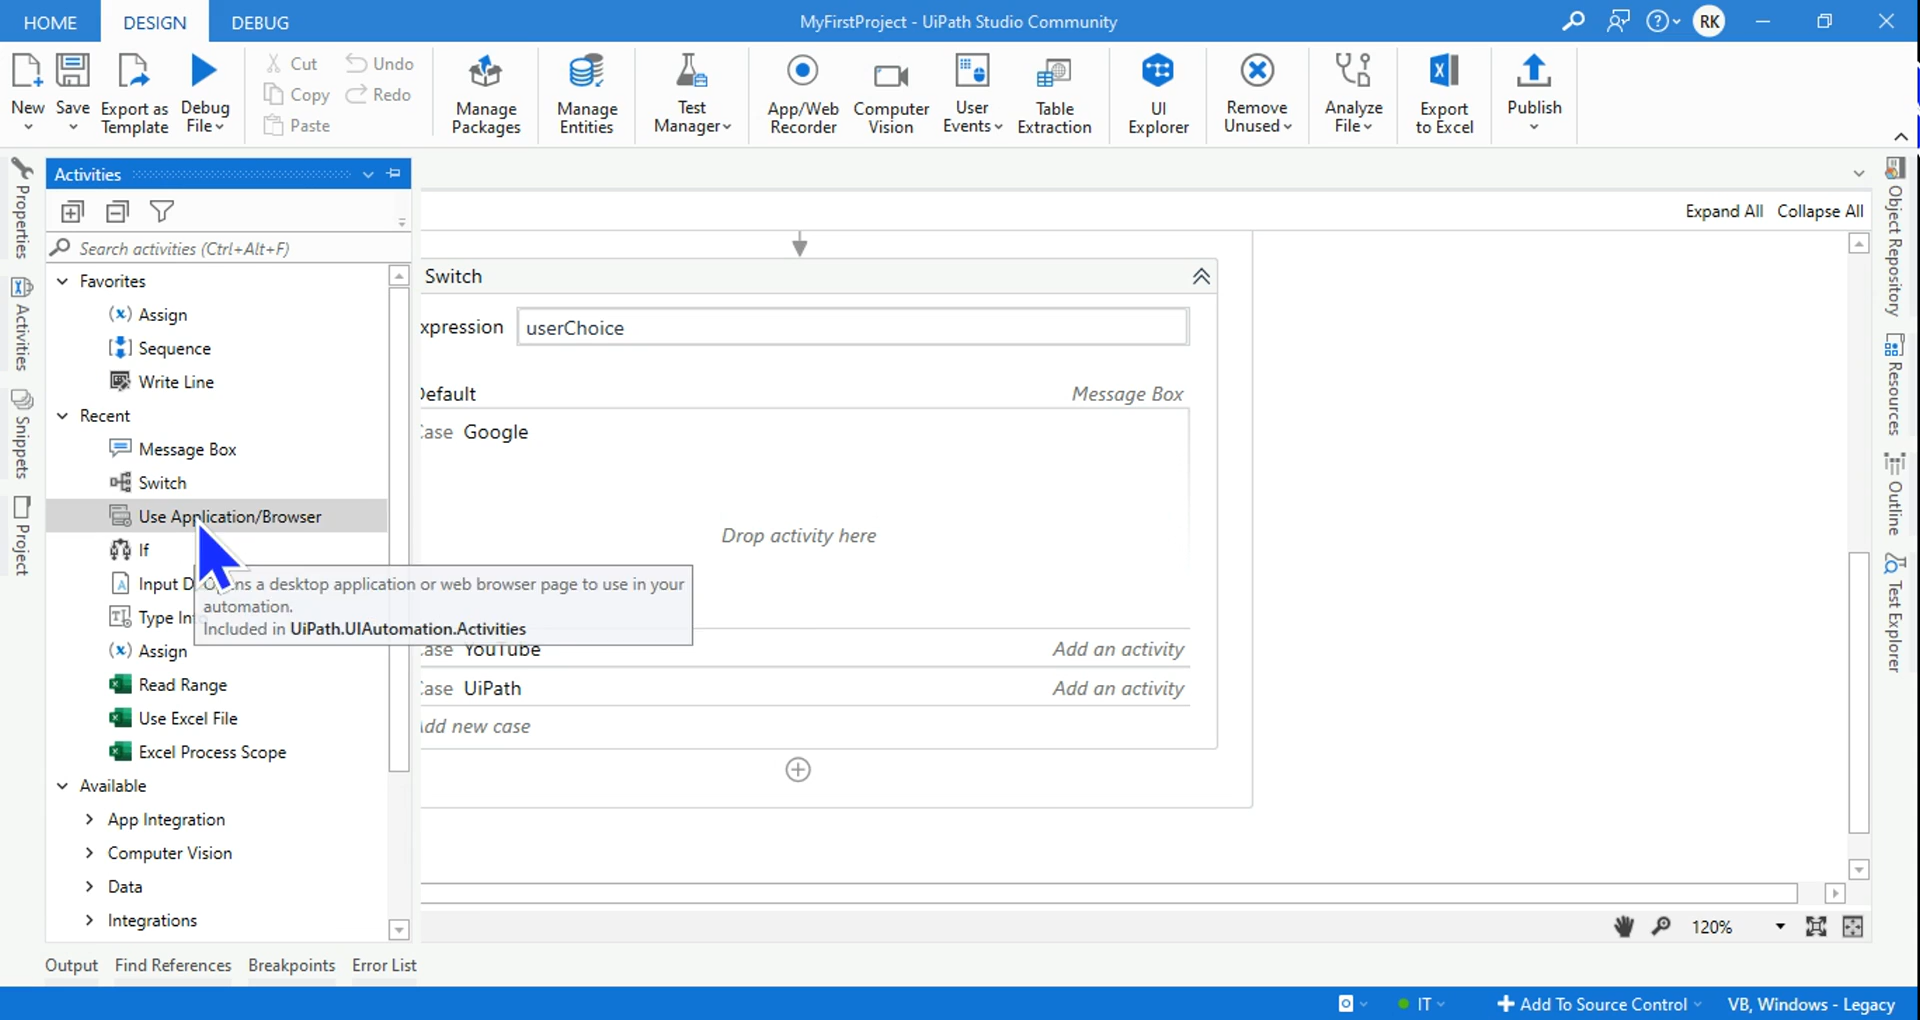 HOME DESIGN DEBUG MyFirstProject - UiPath Studio Community RK
New Save Export as Template Debug File
Cut Undo
Copy Redo
Paste
Manage Packages
Manage Entities
Test Manager
App/Web Recorder
Computer Vision
User Events
Table Extraction
UI Explorer
Remove Unused
Analyze File
Export to Excel
Publish
Properties
Activities
Snippets
Project
Activities
Search activities (Ctrl+Alt+F)
Favorites
Assign
Sequence
Write Line
Recent
Message Box
Switch
Use Application/Browser
If
Input D
Type Into
Assign
Read Range
Use Excel File
Excel Process Scope
Available
App Integration
Computer Vision
Data
Integrations
a desktop application or web browser page to use in your
automation.
Included in UiPath.UIAutomation.Activities
Expand All Collapse All
Switch
xpression userChoice
Default Message Box
Case Google
Drop activity here
Case YouTube Add an activity
Case UiPath Add an activity
Add new case
120%
Object Repository
Resources
Outline
Test Explorer
Output Find References Breakpoints Error List
IT Add To Source Control VB, Windows - Legacy